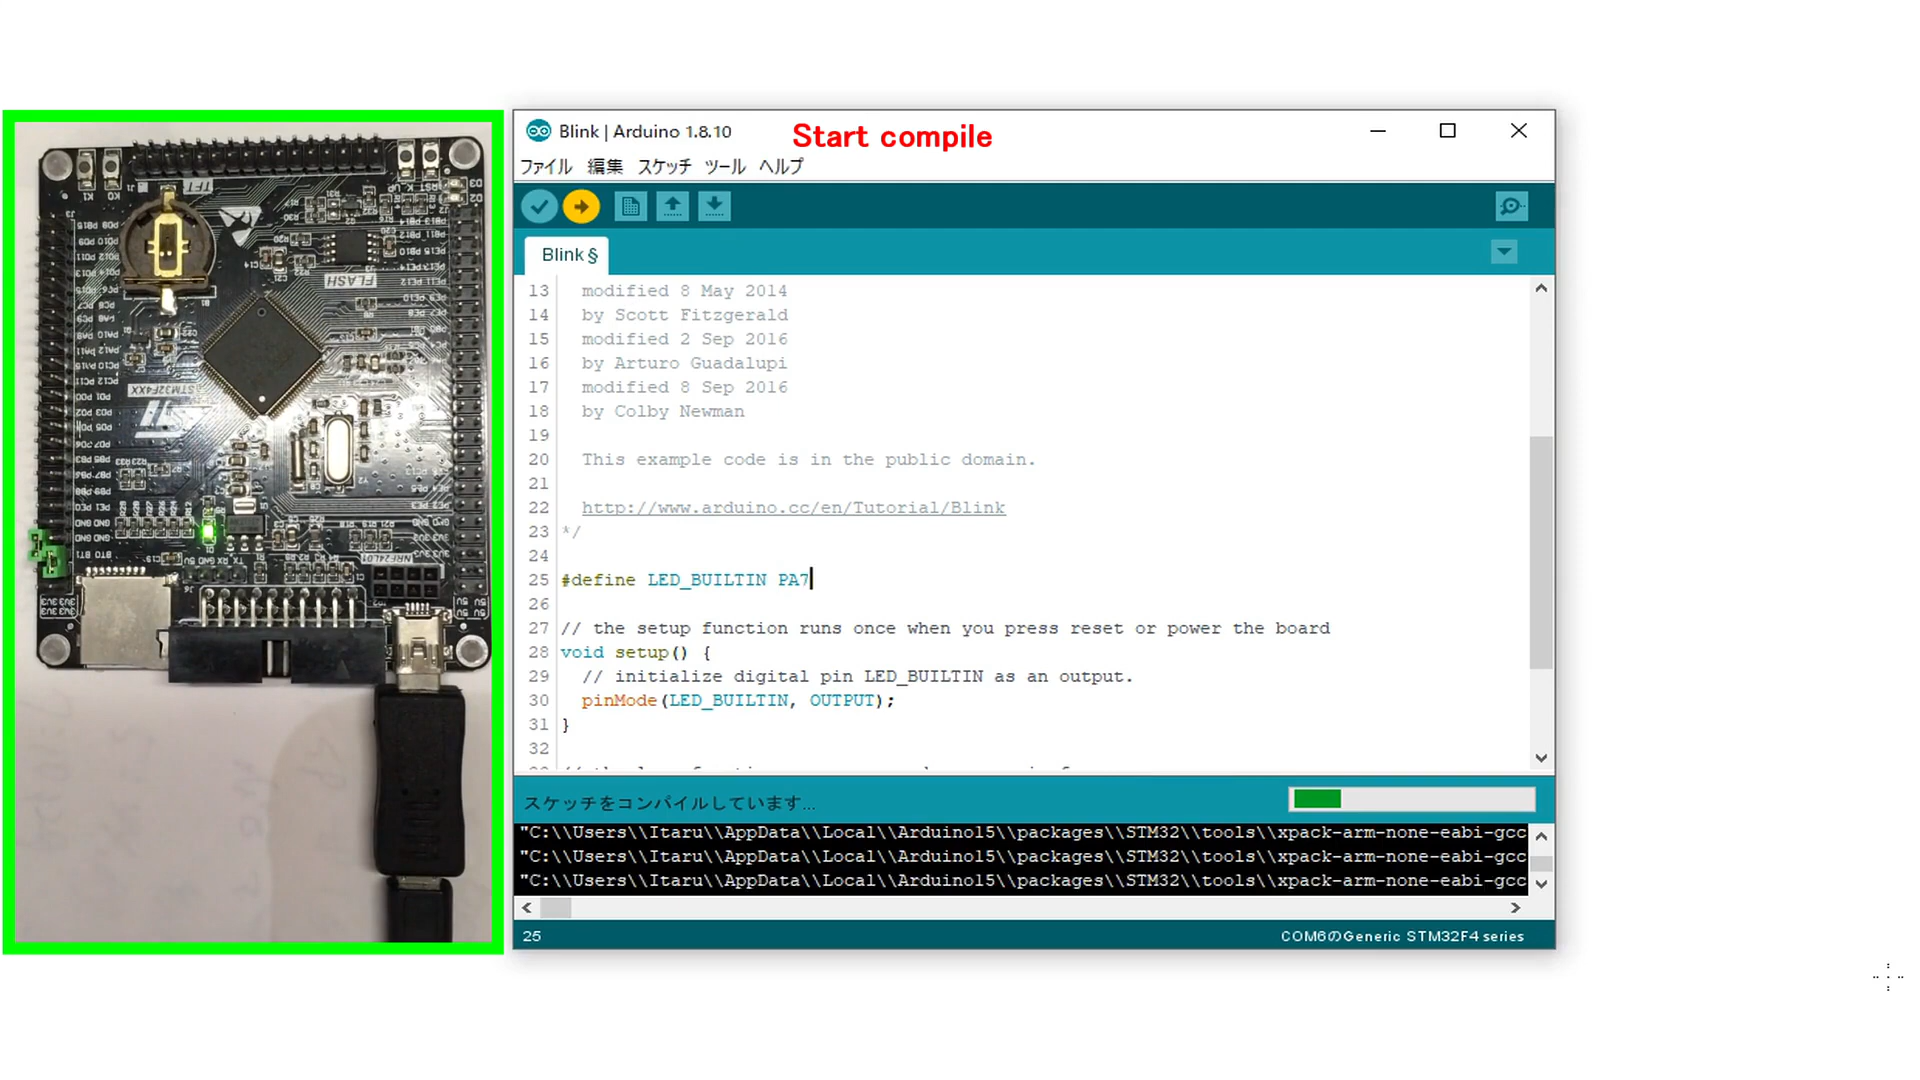 Blink | Arduino 1.8.10
Start compile
ファイル 編集 スケッチ ツール ヘルプ
Blink §
13 modified 8 May 2014
14 by Scott Fitzgerald
15 modified 2 Sep 2016
16 by Arturo Guadalupi
17 modified 8 Sep 2016
18 by Colby Newman
19
20 This example code is in the public domain.
21
22 http://www.arduino.cc/en/Tutorial/Blink
23 */
24
25 #define LED_BUILTIN PA7
26
27 // the setup function runs once when you press reset or power the board
28 void setup() {
29 // initialize digital pin LED_BUILTIN as an output.
30 pinMode(LED_BUILTIN, OUTPUT);
31 }
32
スケッチをコンパイルしています...
"C:\\Users\\Itaru\\AppData\\Local\\Arduino15\\packages\\STM32\\tools\\xpack-arm-none-eabi-gcc
"C:\\Users\\Itaru\\AppData\\Local\\Arduino15\\packages\\STM32\\tools\\xpack-arm-none-eabi-gcc
"C:\\Users\\Itaru\\AppData\\Local\\Arduino15\\packages\\STM32\\tools\\xpack-arm-none-eabi-gcc
25
COM6のGeneric STM32F4 series
TFT
FLASH
STM32F4XX
NRF24L01